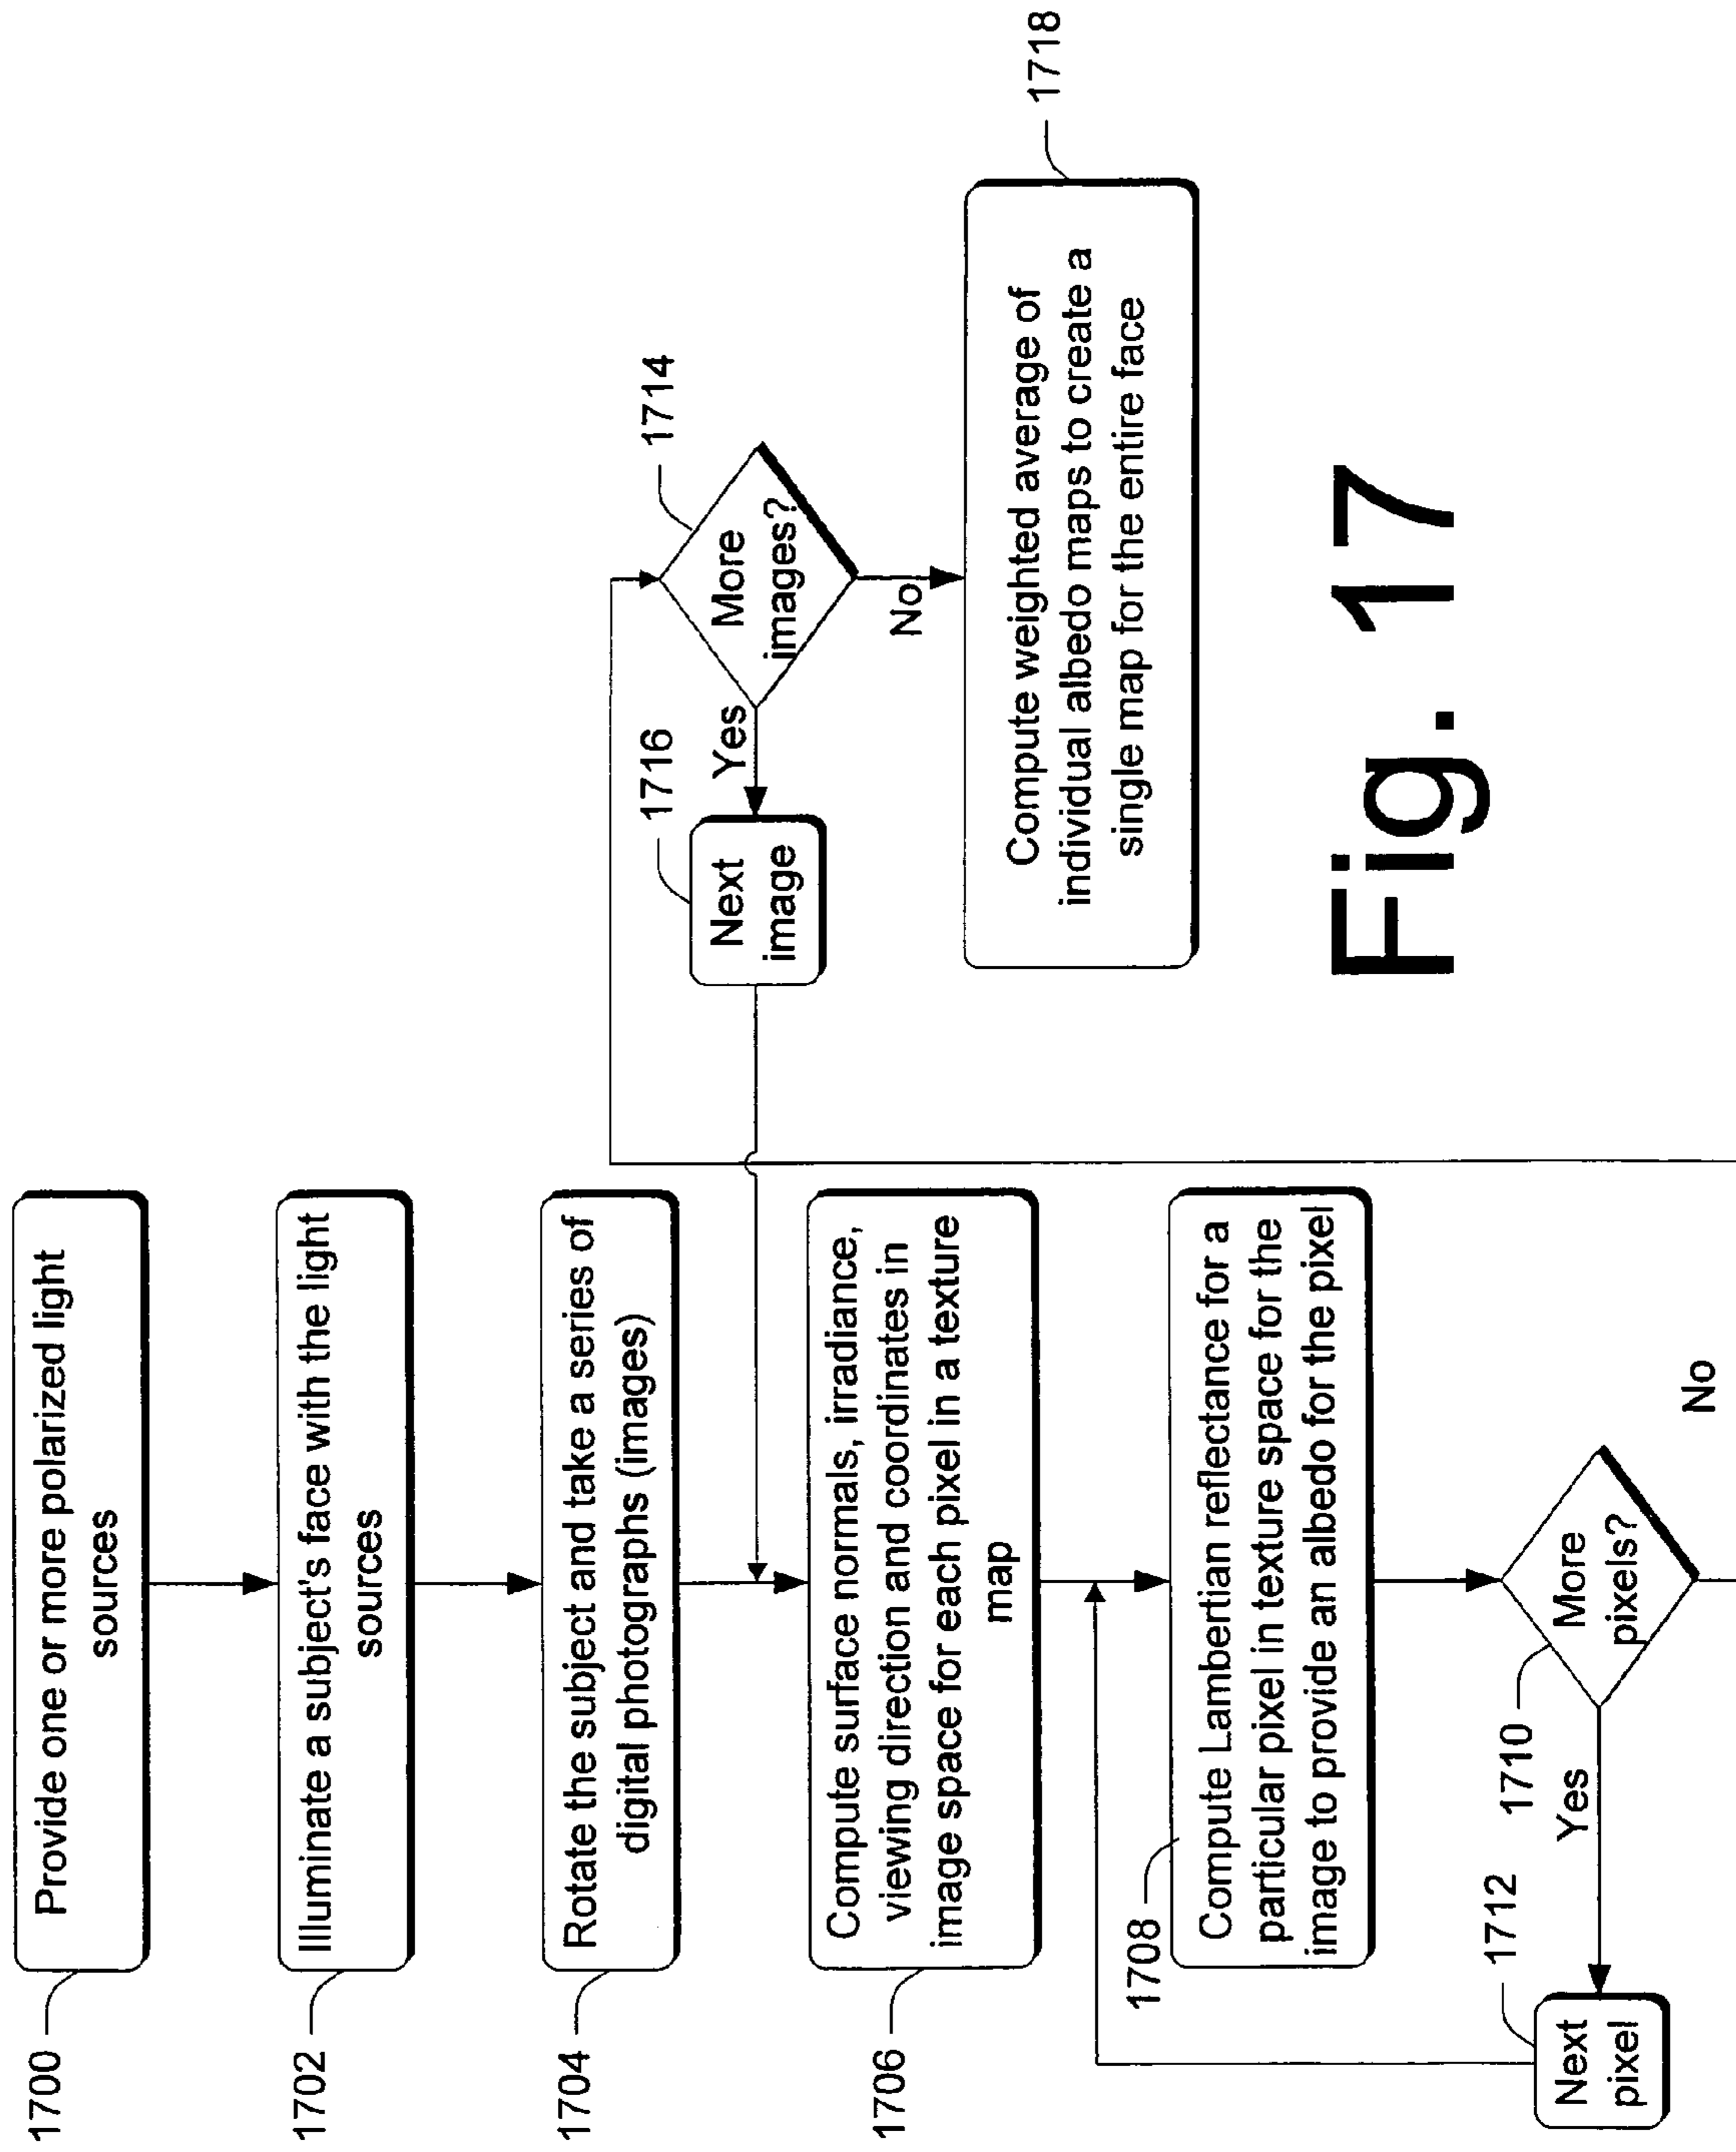 1700
Provide one or more polarized light
sources
1702
Illuminate a subject's face with the light
sources
1704
Rotate the subject and take a series of
digital photographs (images)
1706
Compute surface normals, irradiance,
viewing direction and coordinates in
image space for each pixel in a texture
map
1708
Compute Lambertian reflectance for a
particular pixel in texture space for the
image to provide an albedo for the pixel
1710
More
pixels?
Yes
1712
Next
pixel
No
1714
More
images?
Yes
1716
Next
image
No
1718
Compute weighted average of
individual albedo maps to create a
single map for the entire face
Fig. 17